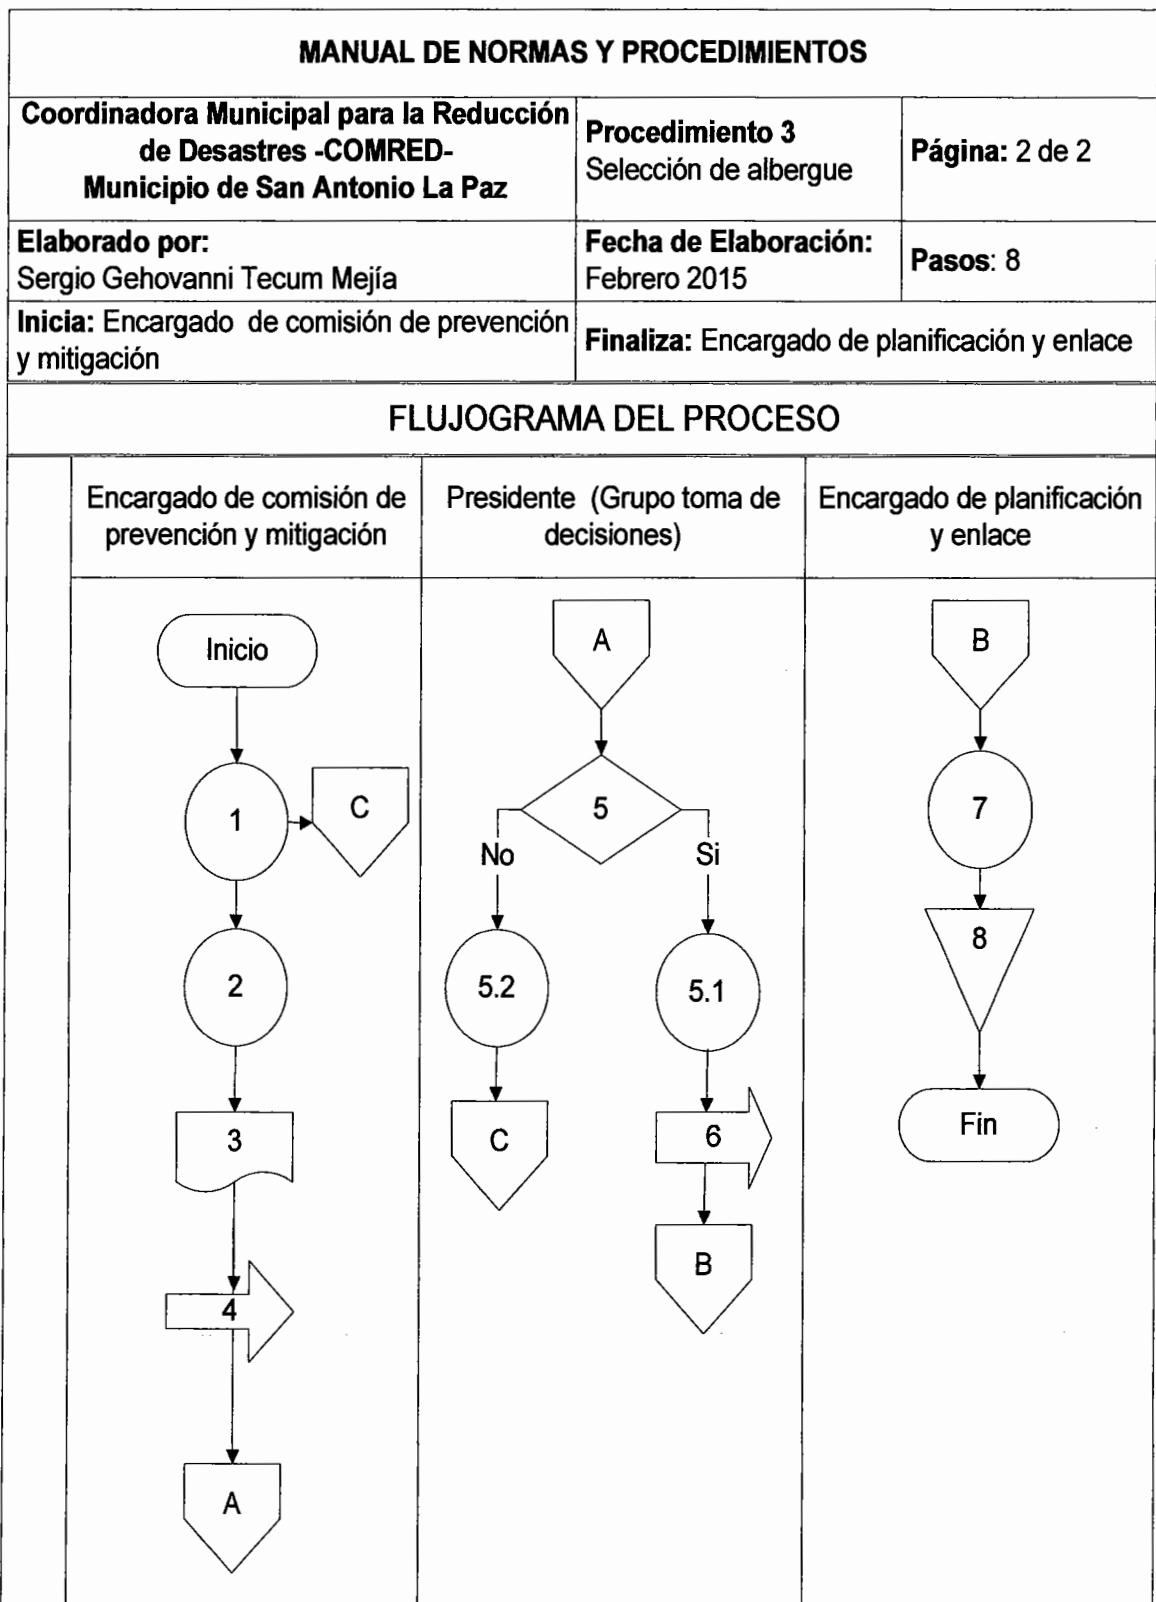 MANUAL DE NORMAS Y PROCEDIMIENTOS
Coordinadora Municipal para la Reducción
de Desastres -COMRED-
Municipio de San Antonio La Paz
Procedimiento 3
Selección de albergue
Página: 2 de 2
Elaborado por:
Sergio Gehovanni Tecum Mejía
Fecha de Elaboración:
Febrero 2015
Pasos: 8
Inicia: Encargado de comisión de prevención
y mitigación
Finaliza: Encargado de planificación y enlace
FLUJOGRAMA DEL PROCESO
Encargado de comisión de
prevención y mitigación
Presidente (Grupo toma de
decisiones)
Encargado de planificación
y enlace
Inicio
1
C
2
3
4
A
A
5
No
Si
5.2
5.1
C
6
B
B
7
8
Fin